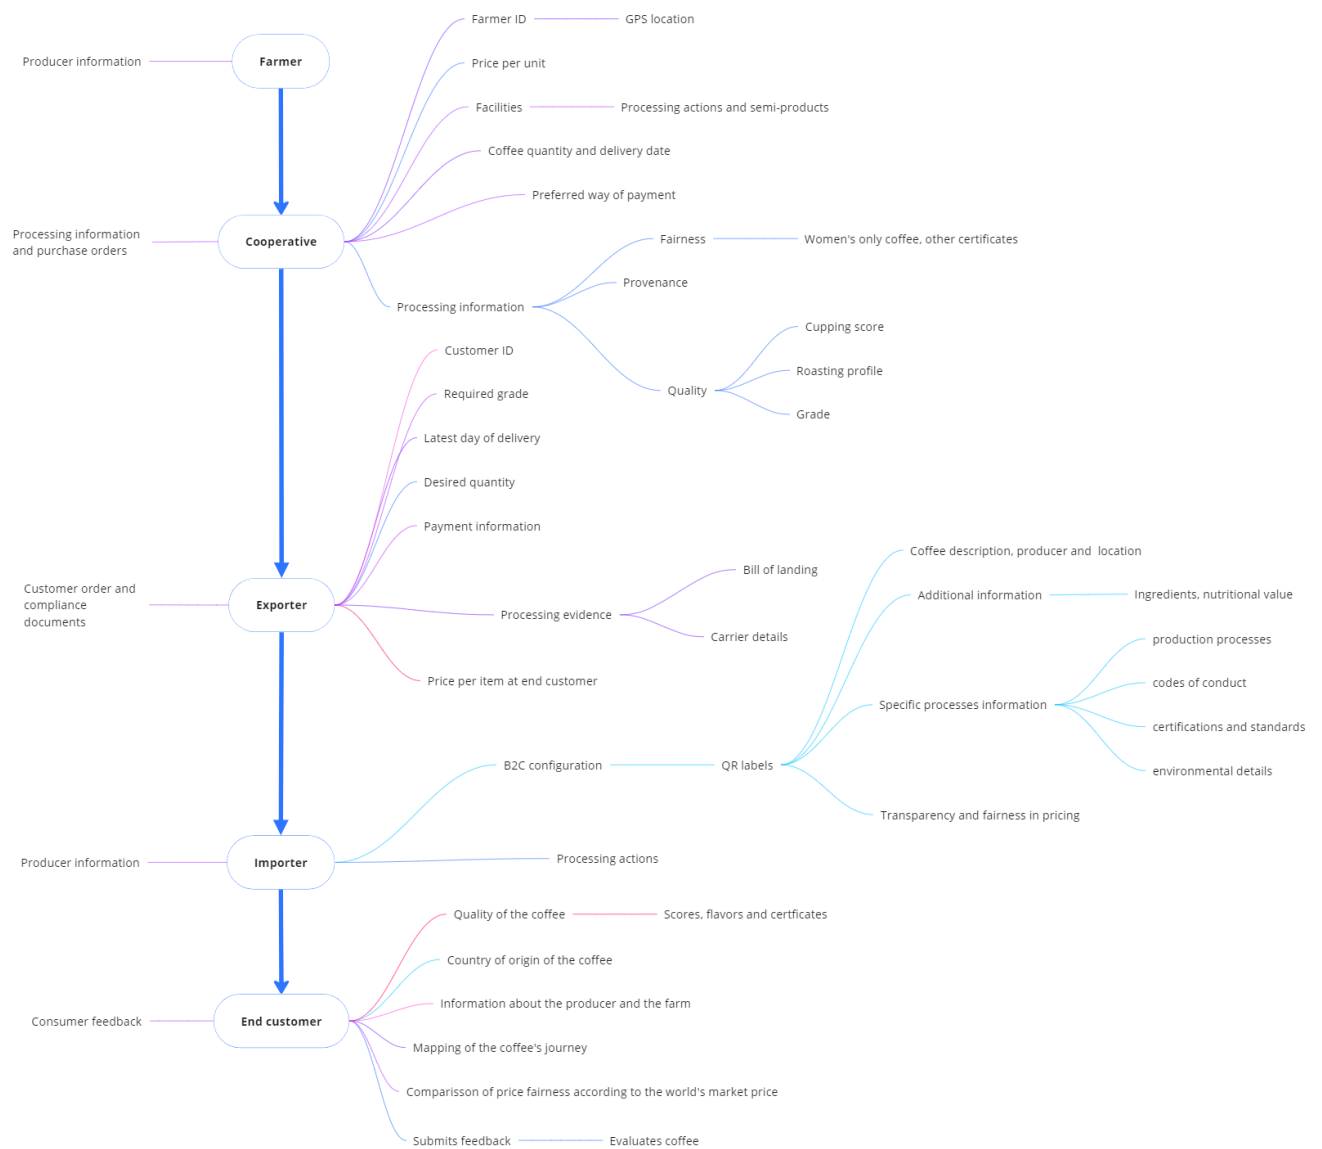 Farmer ID
GPS location
Producer information
Farmer
Price per unit
Facilities
Processing actions and semi-products
Coffee quantity and delivery date
Preferred way of payment
Processing information
and purchase orders
Cooperative
Fairness
Women's only coffee, other certificates
Provenance
Processing information
Cupping score
Customer ID
Roasting profile
Quality
Required grade
Grade
Latest day of delivery
Desired quantity
Payment information
Coffee description, producer and  location
Bill of landing
Additional information
Ingredients, nutritional value
Customer order and
compliance
documents
Exporter
Processing evidence
Carrier details
production processes
Price per item at end customer
codes of conduct
Specific processes information
certifications and standards
B2C configuration
QR labels
environmental details
Transparency and fairness in pricing
Producer information
Importer
Processing actions
Quality of the coffee
Scores, flavors and certficates
Country of origin of the coffee
Information about the producer and the farm
Consumer feedback
End customer
Mapping of the coffee's journey
Comparisson of price fairness according to the world's market price
Submits feedback
Evaluates coffee